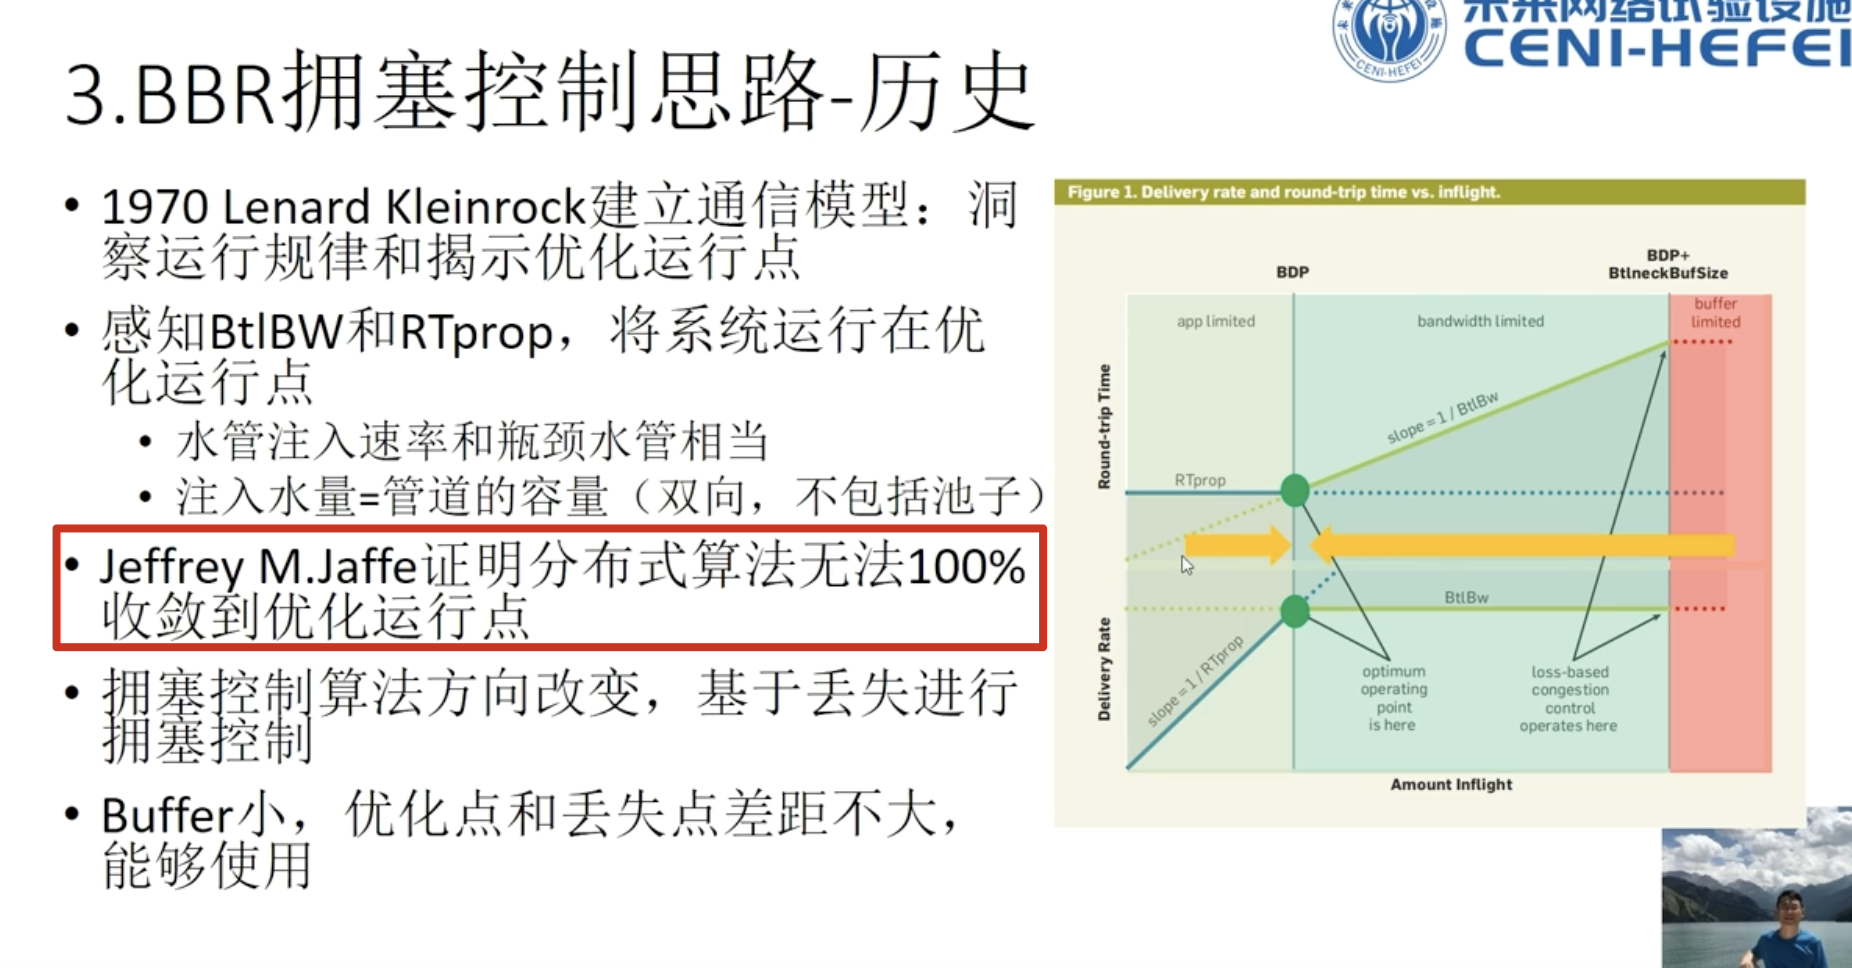 未来网络试验设施
CENI-HEFEI
CENI-HEFEI
3.BBR拥塞控制思路-历史
• 1970 Lenard Kleinrock建立通信模型：洞
察运行规律和揭示优化运行点
• 感知BtlBW和RTprop，将系统运行在优
化运行点
• 水管注入速率和瓶颈水管相当
• 注入水量=管道的容量（双向，不包括池子）
• Jeffrey M.Jaffe证明分布式算法无法100%
收敛到优化运行点
• 拥塞控制算法方向改变，基于丢失进行
拥塞控制
• Buffer小，优化点和丢失点差距不大，
能够使用
Figure 1. Delivery rate and round-trip time vs. inflight.
BDP
BDP+
BtlneckBufSize
app limited
bandwidth limited
buffer
limited
Round-trip Time
slope = 1 / BtlBw
RTprop
Delivery Rate
BtlBw
slope = 1 / RTprop
optimum
operating
point
is here
loss-based
congestion
control
operates here
Amount Inflight